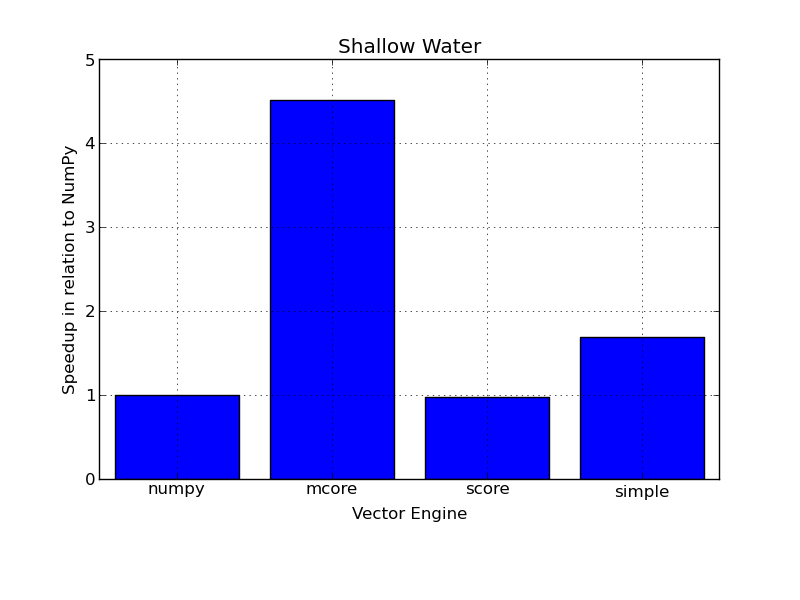 Shallow Water
Speedup in relation to NumPy
5
4
3
2
1
0
numpy mcore score simple
Vector Engine